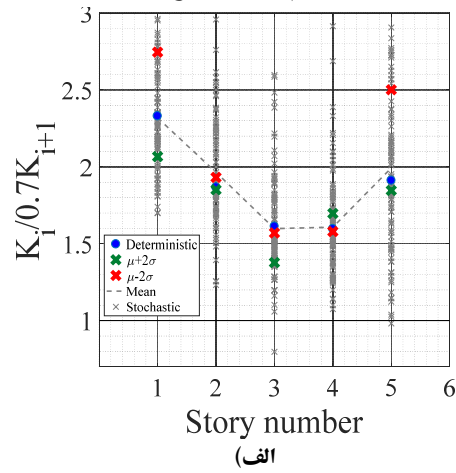 3
2.5
2
1.5
1
K_i/0.7K_{i+1}
Deterministic
μ+2σ
μ-2σ
Mean
Stochastic
1 2 3 4 5 6
Story number
الف)